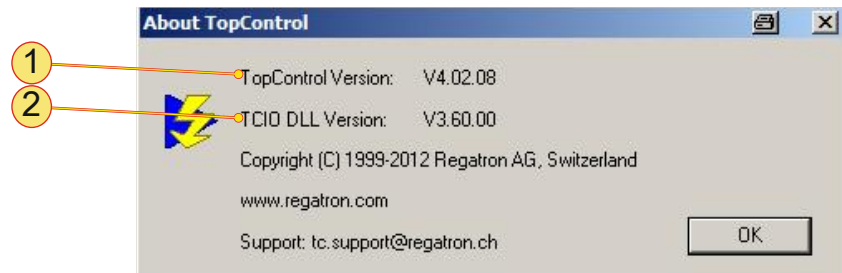 About TopControl
1 TopControl Version: V4.02.08
2 TCIO DLL Version: V3.60.00
Copyright (C) 1999-2012 Regatron AG, Switzerland
www.regatron.com
Support: tc.support@regatron.ch
OK